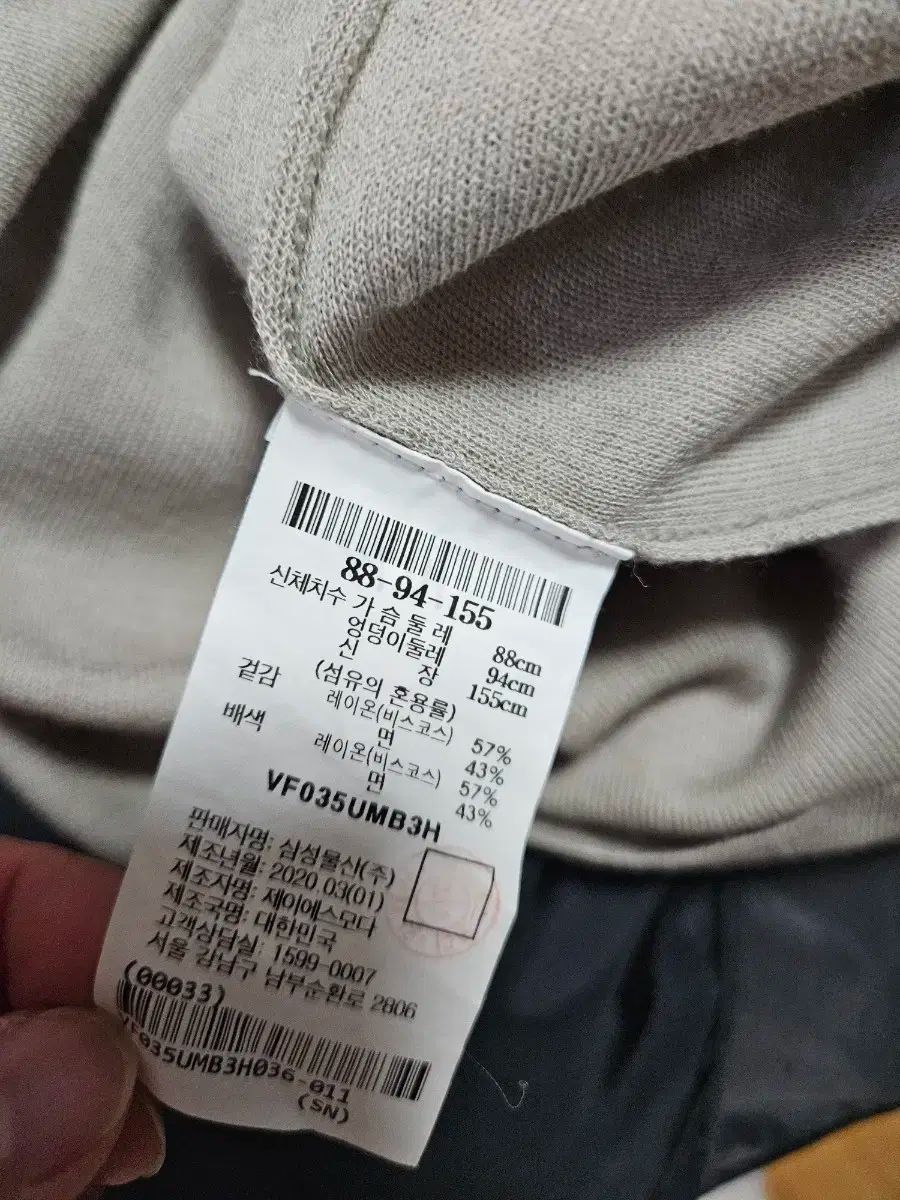 88-94-155
신체치수 가 슴 둘 레 88cm
엉덩이둘레 94cm
신 장 155cm
겉감 (섬유의 혼용률)
레이온(비스코스) 57%
면 43%
배색 레이온(비스코스) 57%
면 43%
VF035UMB3H
판매자명: 삼성물산(주)
제조년월: 2020.03(01)
제조자명: 제이에스모다
제조국명: 대한민국
고객상담실: 1599-0007
서울 강남구 남부순환로 2806
(00033)
VF035UMB3H036-011
(SN)